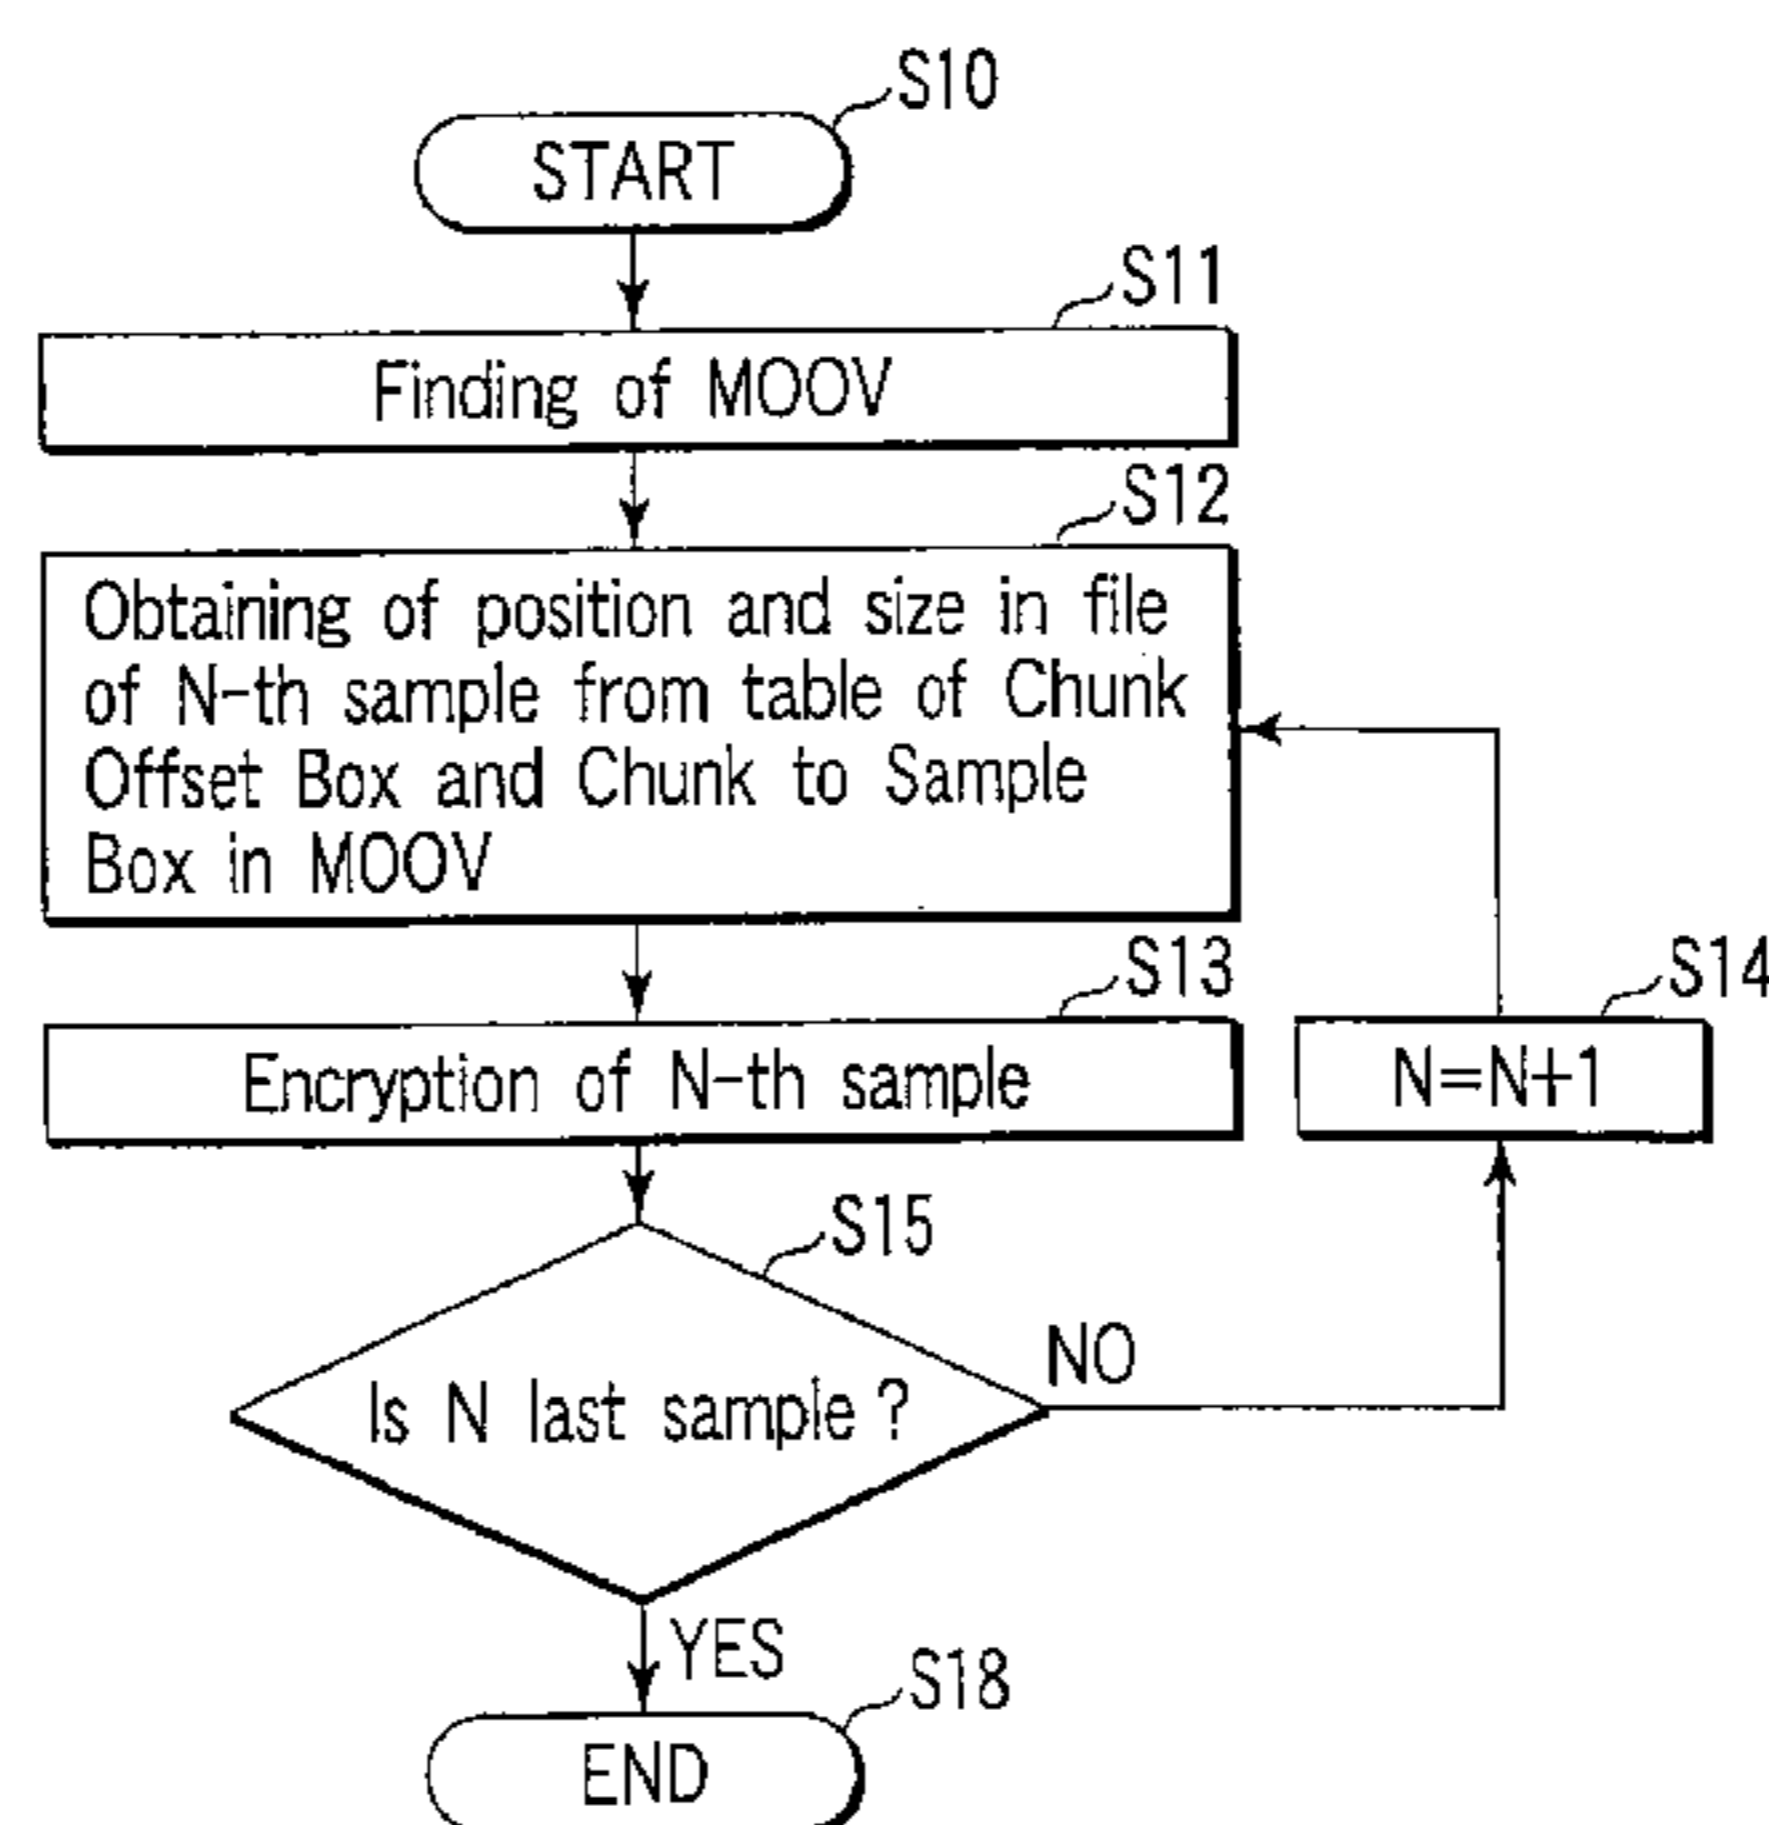 S10
START
S11
Finding of MOOV
S12
Obtaining of position and size in file
of N-th sample from table of Chunk
Offset Box and Chunk to Sample
Box in MOOV
S13
Encryption of N-th sample
S14
N=N+1
S15
Is N last sample?
NO
YES
S18
END